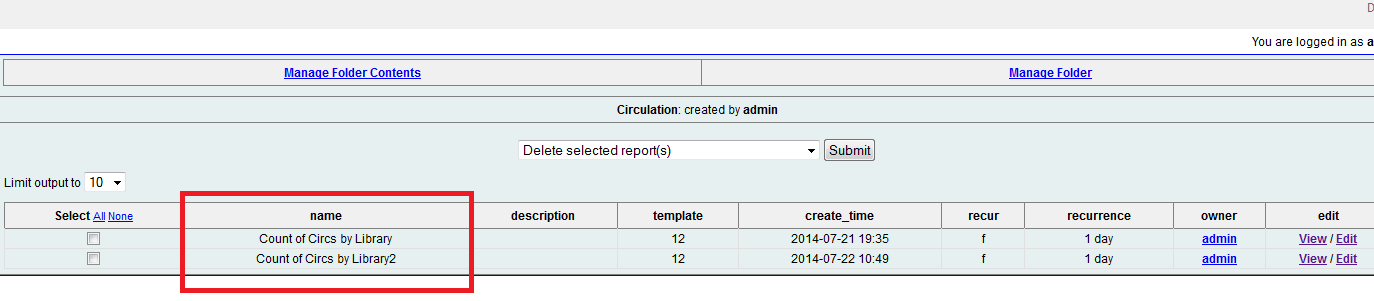 D
You are logged in as a
Manage Folder Contents Manage Folder
Circulation: created by admin
Delete selected report(s) Submit
Limit output to 10
Select All None name description template create_time recur recurrence owner edit
Count of Circs by Library 12 2014-07-21 19:35 f 1 day admin View / Edit
Count of Circs by Library2 12 2014-07-22 10:49 f 1 day admin View / Edit